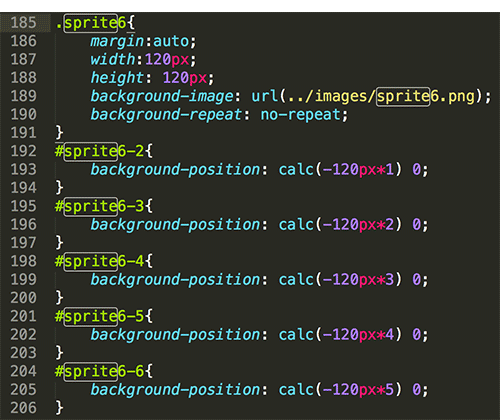 185 .sprite6{
186     margin:auto;
187     width:120px;
188     height: 120px;
189     background-image: url(../images/sprite6.png);
190     background-repeat: no-repeat;
191 }
192 #sprite6-2{
193     background-position: calc(-120px*1) 0;
194 }
195 #sprite6-3{
196     background-position: calc(-120px*2) 0;
197 }
198 #sprite6-4{
199     background-position: calc(-120px*3) 0;
200 }
201 #sprite6-5{
202     background-position: calc(-120px*4) 0;
203 }
204 #sprite6-6{
205     background-position: calc(-120px*5) 0;
206 }